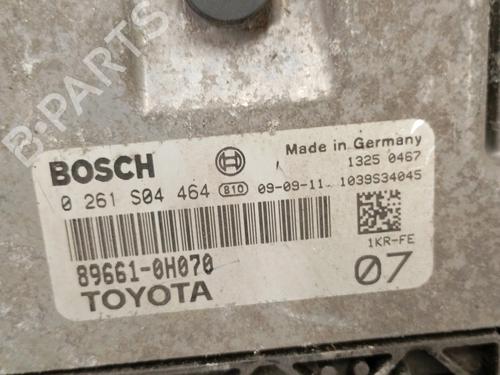 B-PARTS
BOSCH
Made in Germany
1325 0467
0 261 S04 464 810 09-09-11 1039S34045
89661-0H070
1KR-FE
TOYOTA
07